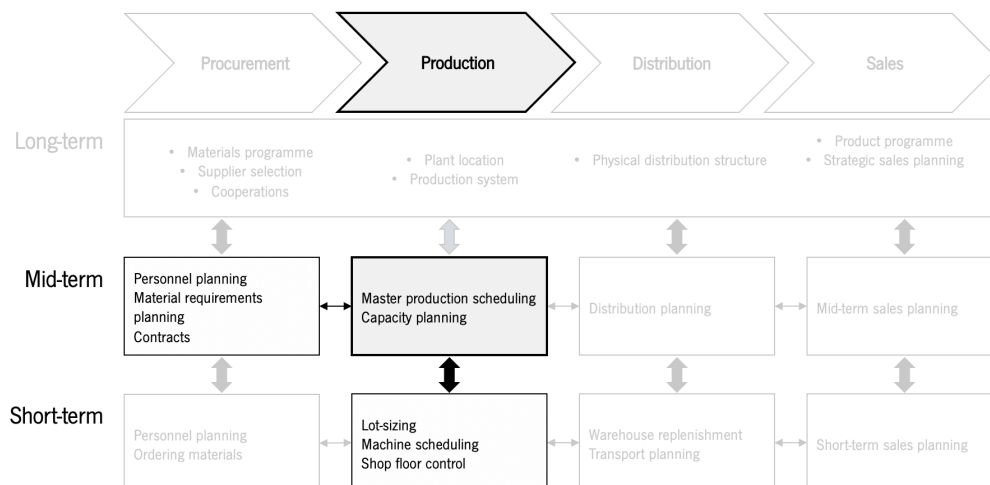 Procurement
Production
Distribution
Sales
Long-term
• Materials programme
• Supplier selection
• Cooperations
• Plant location
• Production system
• Physical distribution structure
• Product programme
• Strategic sales planning
Mid-term
Personnel planning
Material requirements
planning
Contracts
Master production scheduling
Capacity planning
Distribution planning
Mid-term sales planning
Short-term
Personnel planning
Ordering materials
Lot-sizing
Machine scheduling
Shop floor control
Warehouse replenishment
Transport planning
Short-term sales planning